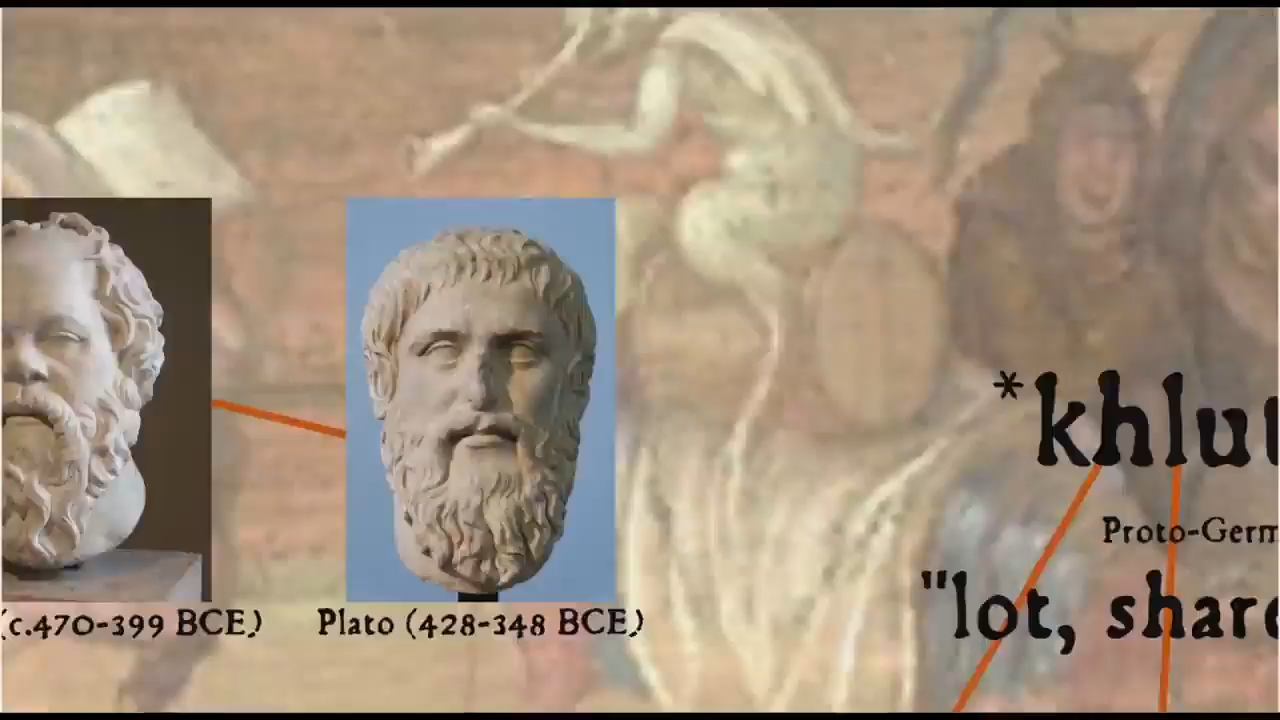 *khlut
Proto-Germ
"lot, share
(c.470-399 BCE)
Plato (428-348 BCE)